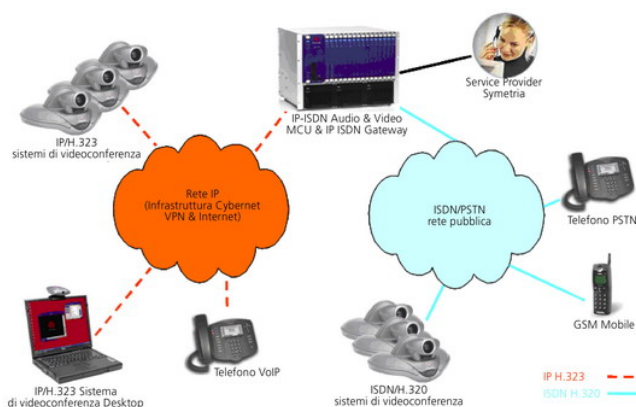 IP/H.323
sistemi di videoconferenza
IP-ISDN Audio & Video
MCU & IP ISDN Gateway
Service Provider
Symetria
Rete IP
(Infrastruttura Cybernet
VPN & Internet)
ISDN/PSTN
rete pubblica
Telefono PSTN
GSM Mobile
IP/H.323 Sistema
di videoconferenza Desktop
Telefono VoIP
ISDN/H.320
sistemi di videoconferenza
IP H.323
ISDN H.320